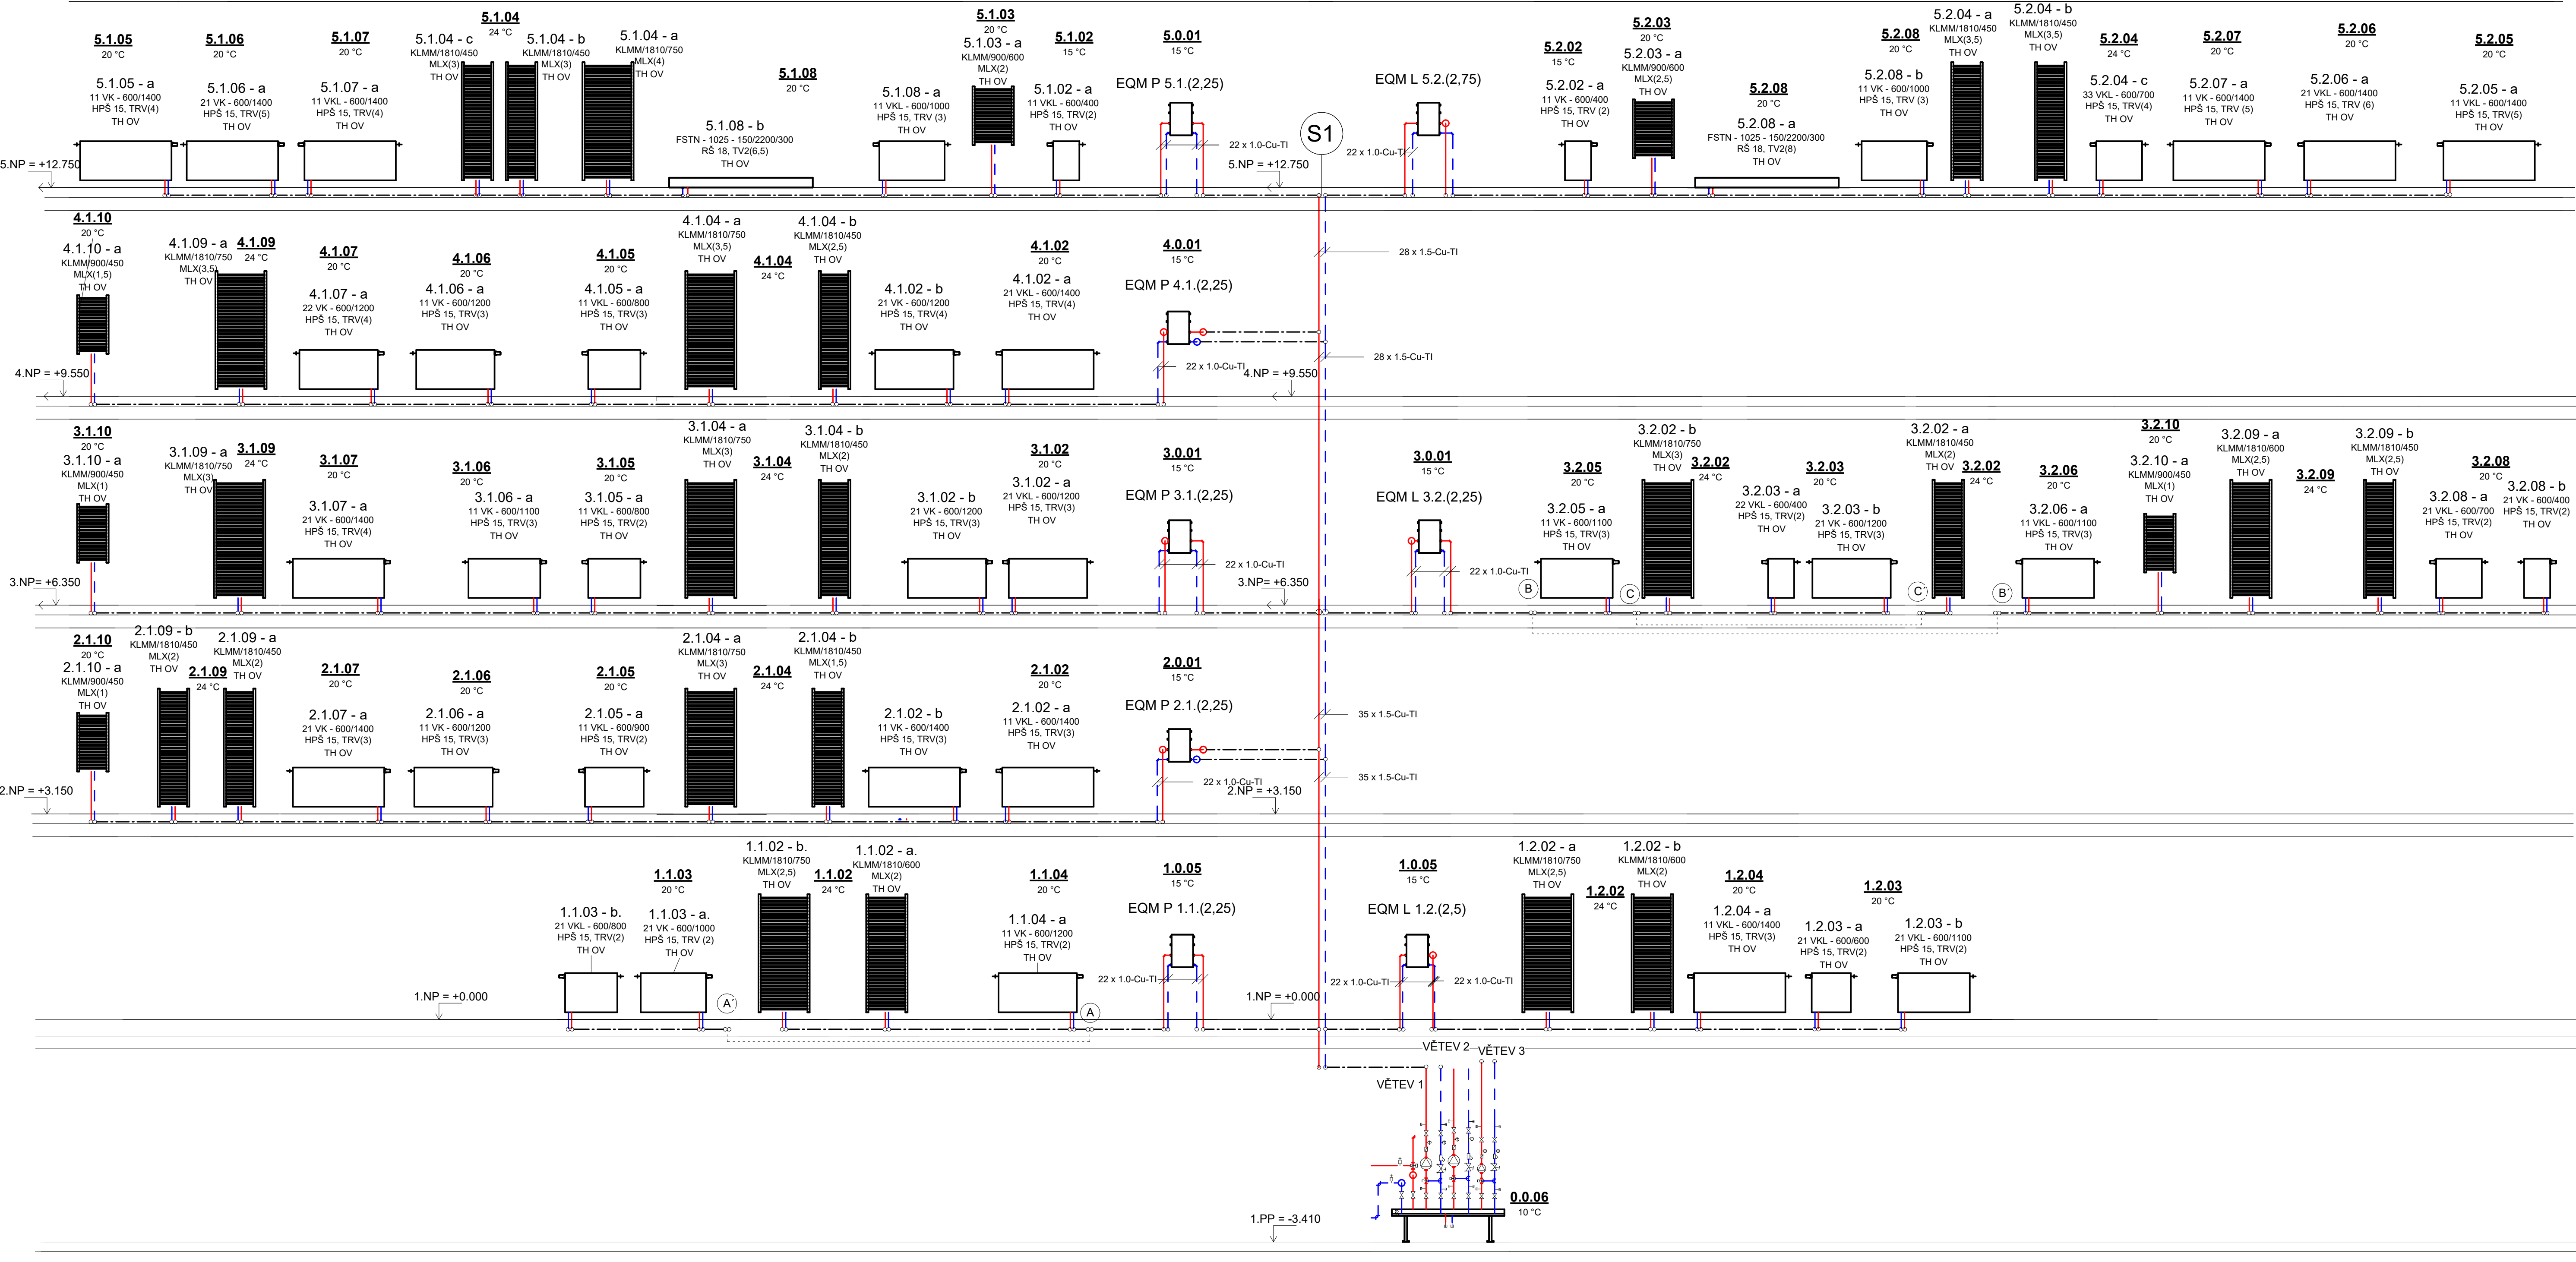 5.1.05
20 °C
5.1.05 - a
11 VK - 600/1400
HPŠ 15, TRV(4)
TH OV
5.1.06
20 °C
5.1.06 - a
21 VK - 600/1400
HPŠ 15, TRV(5)
TH OV
5.1.07
20 °C
5.1.07 - a
11 VKL - 600/1400
HPŠ 15, TRV(4)
TH OV
5.1.04
24 °C
5.1.04 - c
KLMM/1810/450
MLX(3)
TH OV
5.1.04 - b
KLMM/1810/450
MLX(3)
TH OV
5.1.04 - a
KLMM/1810/750
MLX(4)
TH OV
5.1.08
20 °C
5.1.08 - b
FSTN - 1025 - 150/2200/300
RŠ 18, TV2(6,5)
TH OV
5.1.08 - a
11 VKL - 600/1000
HPŠ 15, TRV (3)
TH OV
5.1.03
20 °C
5.1.03 - a
KLMM/900/600
MLX(2)
TH OV
5.1.02
15 °C
5.1.02 - a
11 VKL - 600/400
HPŠ 15, TRV(2)
TH OV
5.0.01
15 °C
EQM P 5.1.(2,25)
22 x 1.0-Cu-TI
5.NP = +12.750
5.NP = +12.750
S1
EQM L 5.2.(2,75)
22 x 1.0-Cu-TI
5.2.02
15 °C
5.2.02 - a
11 VK - 600/400
HPŠ 15, TRV (2)
TH OV
5.2.03
20 °C
5.2.03 - a
KLMM/900/600
MLX(2,5)
TH OV
5.2.08
20 °C
5.2.08 - a
FSTN - 1025 - 150/2200/300
RŠ 18, TV2(8)
TH OV
5.2.08
20 °C
5.2.08 - b
11 VK - 600/1000
HPŠ 15, TRV (3)
TH OV
5.2.04 - a
KLMM/1810/450
MLX(3,5)
TH OV
5.2.04 - b
KLMM/1810/450
MLX(3,5)
TH OV
5.2.04
24 °C
5.2.04 - c
33 VKL - 600/700
HPŠ 15, TRV(4)
TH OV
5.2.07
20 °C
5.2.07 - a
11 VK - 600/1400
HPŠ 15, TRV (5)
TH OV
5.2.06
20 °C
5.2.06 - a
21 VKL - 600/1400
HPŠ 15, TRV (6)
TH OV
5.2.05
20 °C
5.2.05 - a
11 VKL - 600/1400
HPŠ 15, TRV(5)
TH OV
4.1.10
20 °C
4.1.10 - a
KLMM/900/450
MLX(1,5)
TH OV
4.1.09 - a
KLMM/1810/750
MLX(3,5)
TH OV
4.1.09
24 °C
4.1.07
20 °C
4.1.07 - a
22 VK - 600/1200
HPŠ 15, TRV(4)
TH OV
4.1.06
20 °C
4.1.06 - a
11 VK - 600/1200
HPŠ 15, TRV(3)
TH OV
4.1.05
20 °C
4.1.05 - a
11 VKL - 600/800
HPŠ 15, TRV(3)
TH OV
4.1.04 - a
KLMM/1810/750
MLX(3,5)
TH OV
4.1.04
24 °C
4.1.04 - b
KLMM/1810/450
MLX(2,5)
TH OV
4.1.02 - b
21 VK - 600/1200
HPŠ 15, TRV(4)
TH OV
4.1.02
20 °C
4.1.02 - a
21 VKL - 600/1400
HPŠ 15, TRV(4)
TH OV
4.0.01
15 °C
EQM P 4.1.(2,25)
22 x 1.0-Cu-TI
28 x 1.5-Cu-TI
28 x 1.5-Cu-TI
4.NP = +9.550
4.NP = +9.550
3.1.10
20 °C
3.1.10 - a
KLMM/900/450
MLX(1)
TH OV
3.1.09 - a
KLMM/1810/750
MLX(3)
TH OV
3.1.09
24 °C
3.1.07
20 °C
3.1.07 - a
21 VK - 600/1400
HPŠ 15, TRV(4)
TH OV
3.1.06
20 °C
3.1.06 - a
11 VK - 600/1100
HPŠ 15, TRV(3)
TH OV
3.1.05
20 °C
3.1.05 - a
11 VKL - 600/800
HPŠ 15, TRV(2)
TH OV
3.1.04 - a
KLMM/1810/750
MLX(3)
TH OV
3.1.04
24 °C
3.1.04 - b
KLMM/1810/450
MLX(2)
TH OV
3.1.02 - b
21 VK - 600/1200
HPŠ 15, TRV(3)
TH OV
3.1.02
20 °C
3.1.02 - a
21 VKL - 600/1200
HPŠ 15, TRV(3)
TH OV
3.0.01
15 °C
EQM P 3.1.(2,25)
22 x 1.0-Cu-TI
3.NP= +6.350
3.NP= +6.350
3.0.01
15 °C
EQM L 3.2.(2,25)
22 x 1.0-Cu-TI
3.2.05
20 °C
3.2.05 - a
11 VK - 600/1100
HPŠ 15, TRV(3)
TH OV
B
C
3.2.02 - b
KLMM/1810/750
MLX(3)
TH OV
3.2.02
24 °C
3.2.03
20 °C
3.2.03 - a
22 VKL - 600/400
HPŠ 15, TRV(2)
TH OV
3.2.03 - b
21 VK - 600/1200
HPŠ 15, TRV(3)
TH OV
3.2.02 - a
KLMM/1810/450
MLX(2)
TH OV
3.2.02
24 °C
C´
B´
3.2.06
20 °C
3.2.06 - a
11 VKL - 600/1100
HPŠ 15, TRV(3)
TH OV
3.2.10
20 °C
3.2.10 - a
KLMM/900/450
MLX(1)
TH OV
3.2.09 - a
KLMM/1810/600
MLX(2,5)
TH OV
3.2.09
24 °C
3.2.09 - b
KLMM/1810/450
MLX(2,5)
TH OV
3.2.08
20 °C
3.2.08 - a
21 VKL - 600/700
HPŠ 15, TRV(2)
TH OV
3.2.08 - b
21 VK - 600/400
HPŠ 15, TRV(2)
TH OV
2.1.10
20 °C
2.1.10 - a
KLMM/900/450
MLX(1)
TH OV
2.1.09 - b
KLMM/1810/450
MLX(2)
TH OV
2.1.09
24 °C
2.1.09 - a
KLMM/1810/450
MLX(2)
TH OV
2.1.07
20 °C
2.1.07 - a
21 VK - 600/1400
HPŠ 15, TRV(3)
TH OV
2.1.06
20 °C
2.1.06 - a
11 VK - 600/1200
HPŠ 15, TRV(3)
TH OV
2.1.05
20 °C
2.1.05 - a
11 VKL - 600/900
HPŠ 15, TRV(2)
TH OV
2.1.04 - a
KLMM/1810/750
MLX(3)
TH OV
2.1.04
24 °C
2.1.04 - b
KLMM/1810/450
MLX(1,5)
TH OV
2.1.02 - b
11 VK - 600/1400
HPŠ 15, TRV(3)
TH OV
2.1.02
20 °C
2.1.02 - a
11 VKL - 600/1400
HPŠ 15, TRV(3)
TH OV
2.0.01
15 °C
EQM P 2.1.(2,25)
22 x 1.0-Cu-TI
35 x 1.5-Cu-TI
35 x 1.5-Cu-TI
2.NP = +3.150
2.NP = +3.150
1.1.03
20 °C
1.1.03 - b.
21 VKL - 600/800
HPŠ 15, TRV(2)
TH OV
1.1.03 - a.
21 VK - 600/1000
HPŠ 15, TRV (2)
TH OV
A´
1.1.02 - b.
KLMM/1810/750
MLX(2,5)
TH OV
1.1.02
24 °C
1.1.02 - a.
KLMM/1810/600
MLX(2)
TH OV
1.1.04
20 °C
1.1.04 - a
11 VK - 600/1200
HPŠ 15, TRV(2)
TH OV
A
1.0.05
15 °C
EQM P 1.1.(2,25)
22 x 1.0-Cu-TI
1.NP = +0.000
1.NP = +0.000
1.0.05
15 °C
EQM L 1.2.(2,5)
22 x 1.0-Cu-TI
22 x 1.0-Cu-TI
1.2.02 - a
KLMM/1810/750
MLX(2,5)
TH OV
1.2.02
24 °C
1.2.02 - b
KLMM/1810/600
MLX(2)
TH OV
1.2.04
20 °C
1.2.04 - a
11 VKL - 600/1400
HPŠ 15, TRV(3)
TH OV
1.2.03
20 °C
1.2.03 - a
21 VKL - 600/600
HPŠ 15, TRV(2)
TH OV
1.2.03 - b
21 VKL - 600/1100
HPŠ 15, TRV(2)
TH OV
VĚTEV 2
VĚTEV 3
VĚTEV 1
0.0.06
10 °C
1.PP = -3.410